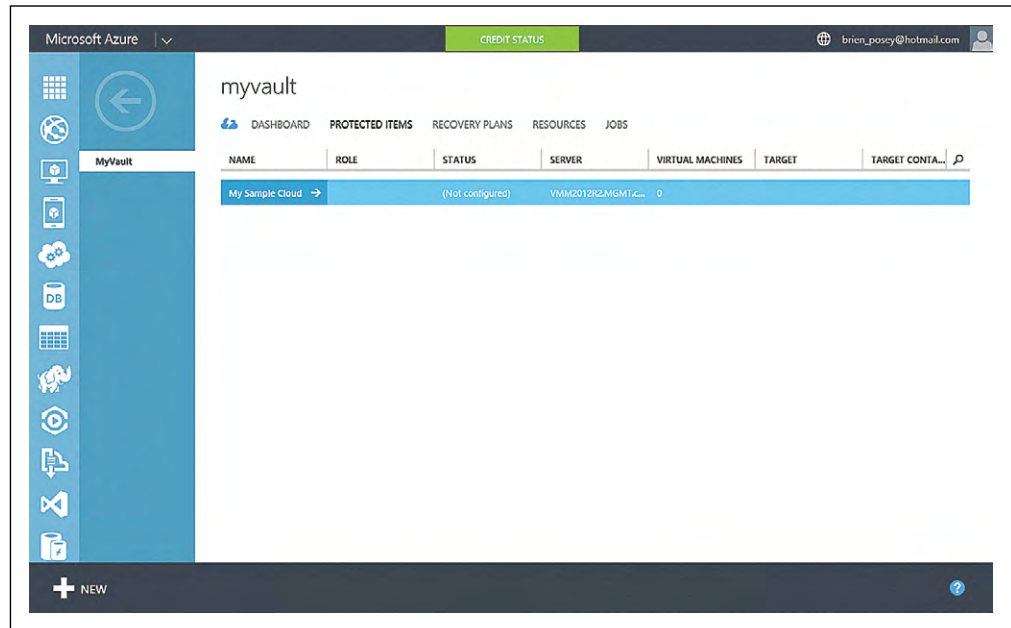 Microsoft Azure
CREDIT STATUS
brien_posey@hotmail.com
myvault
DASHBOARD PROTECTED ITEMS RECOVERY PLANS RESOURCES JOBS
MyVault
NAME ROLE STATUS SERVER VIRTUAL MACHINES TARGET TARGET CONTA...
My Sample Cloud → (Not configured) VMM2012R2.MGMT.c... 0
DB
+ NEW
?